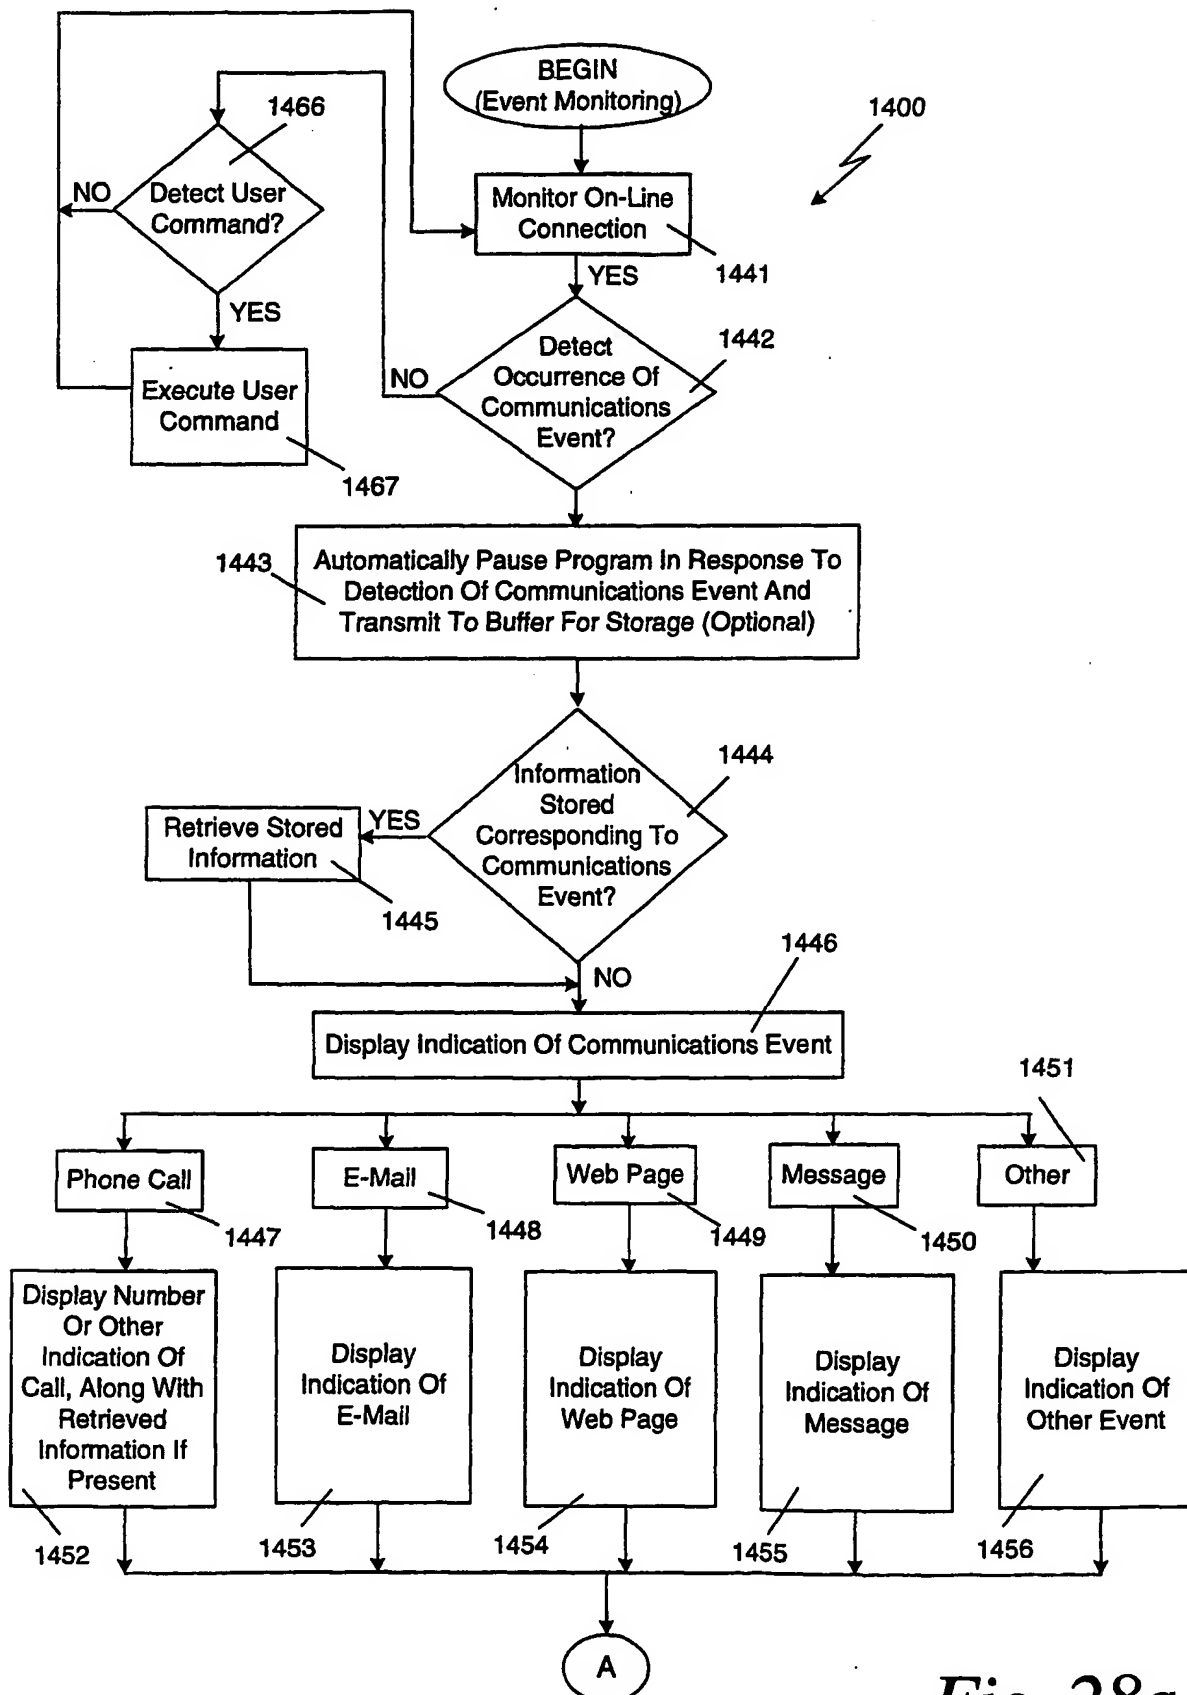 BEGIN
(Event Monitoring)
1400
1466
Detect User
Command?
NO
YES
Monitor On-Line
Connection
1441
YES
Execute User
Command
1467
Detect
Occurrence Of
Communications
Event?
1442
NO
1443
Automatically Pause Program In Response To
Detection Of Communications Event And
Transmit To Buffer For Storage (Optional)
Information
Stored
Corresponding To
Communications
Event?
1444
YES
Retrieve Stored
Information
1445
NO
1446
Display Indication Of Communications Event
1451
Phone Call
E-Mail
Web Page
Message
Other
1447
1448
1449
1450
Display Number
Or Other
Indication Of
Call, Along With
Retrieved
Information If
Present
Display
Indication Of
E-Mail
Display
Indication Of
Web Page
Display
Indication Of
Message
Display
Indication Of
Other Event
1452
1453
1454
1455
1456
A
Fig. 28a